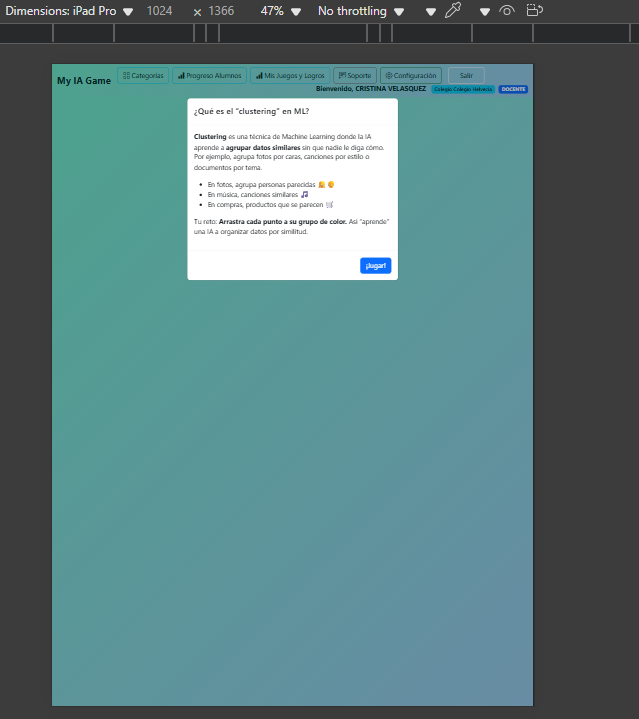 Dimensions: iPad Pro 1024 × 1366 47% No throttling
My IA Game Categorías Progreso Alumnos Mis Juegos y Logros Soporte Configuración Salir
Bienvenido, CRISTINA VELASQUEZ Colegio Colegio Helvecia DOCENTE
¿Qué es el "clustering" en ML?
Clustering es una técnica de Machine Learning donde la IA
aprende a agrupar datos similares sin que nadie le diga cómo.
Por ejemplo, agrupa fotos por caras, canciones por estilo o
documentos por tema.
En fotos, agrupa personas parecidas
En música, canciones similares
En compras, productos que se parecen
Tu reto: Arrastra cada punto a su grupo de color. Así "aprende"
una IA a organizar datos por similitud.
¡Jugar!